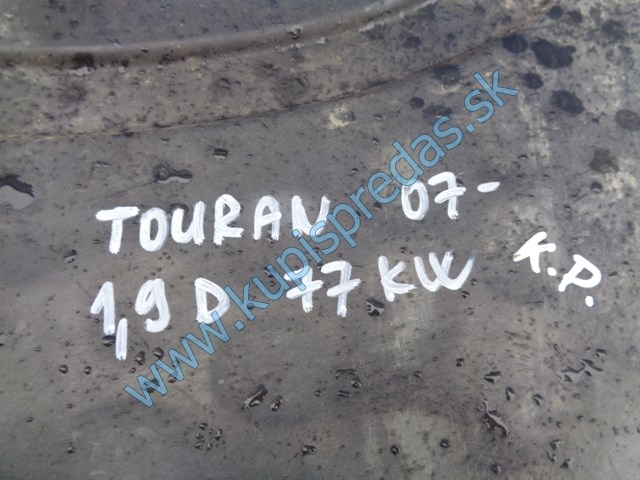 TOURAN 07-
1,9 D 77 KW K.P.
www.kupispredas.sk